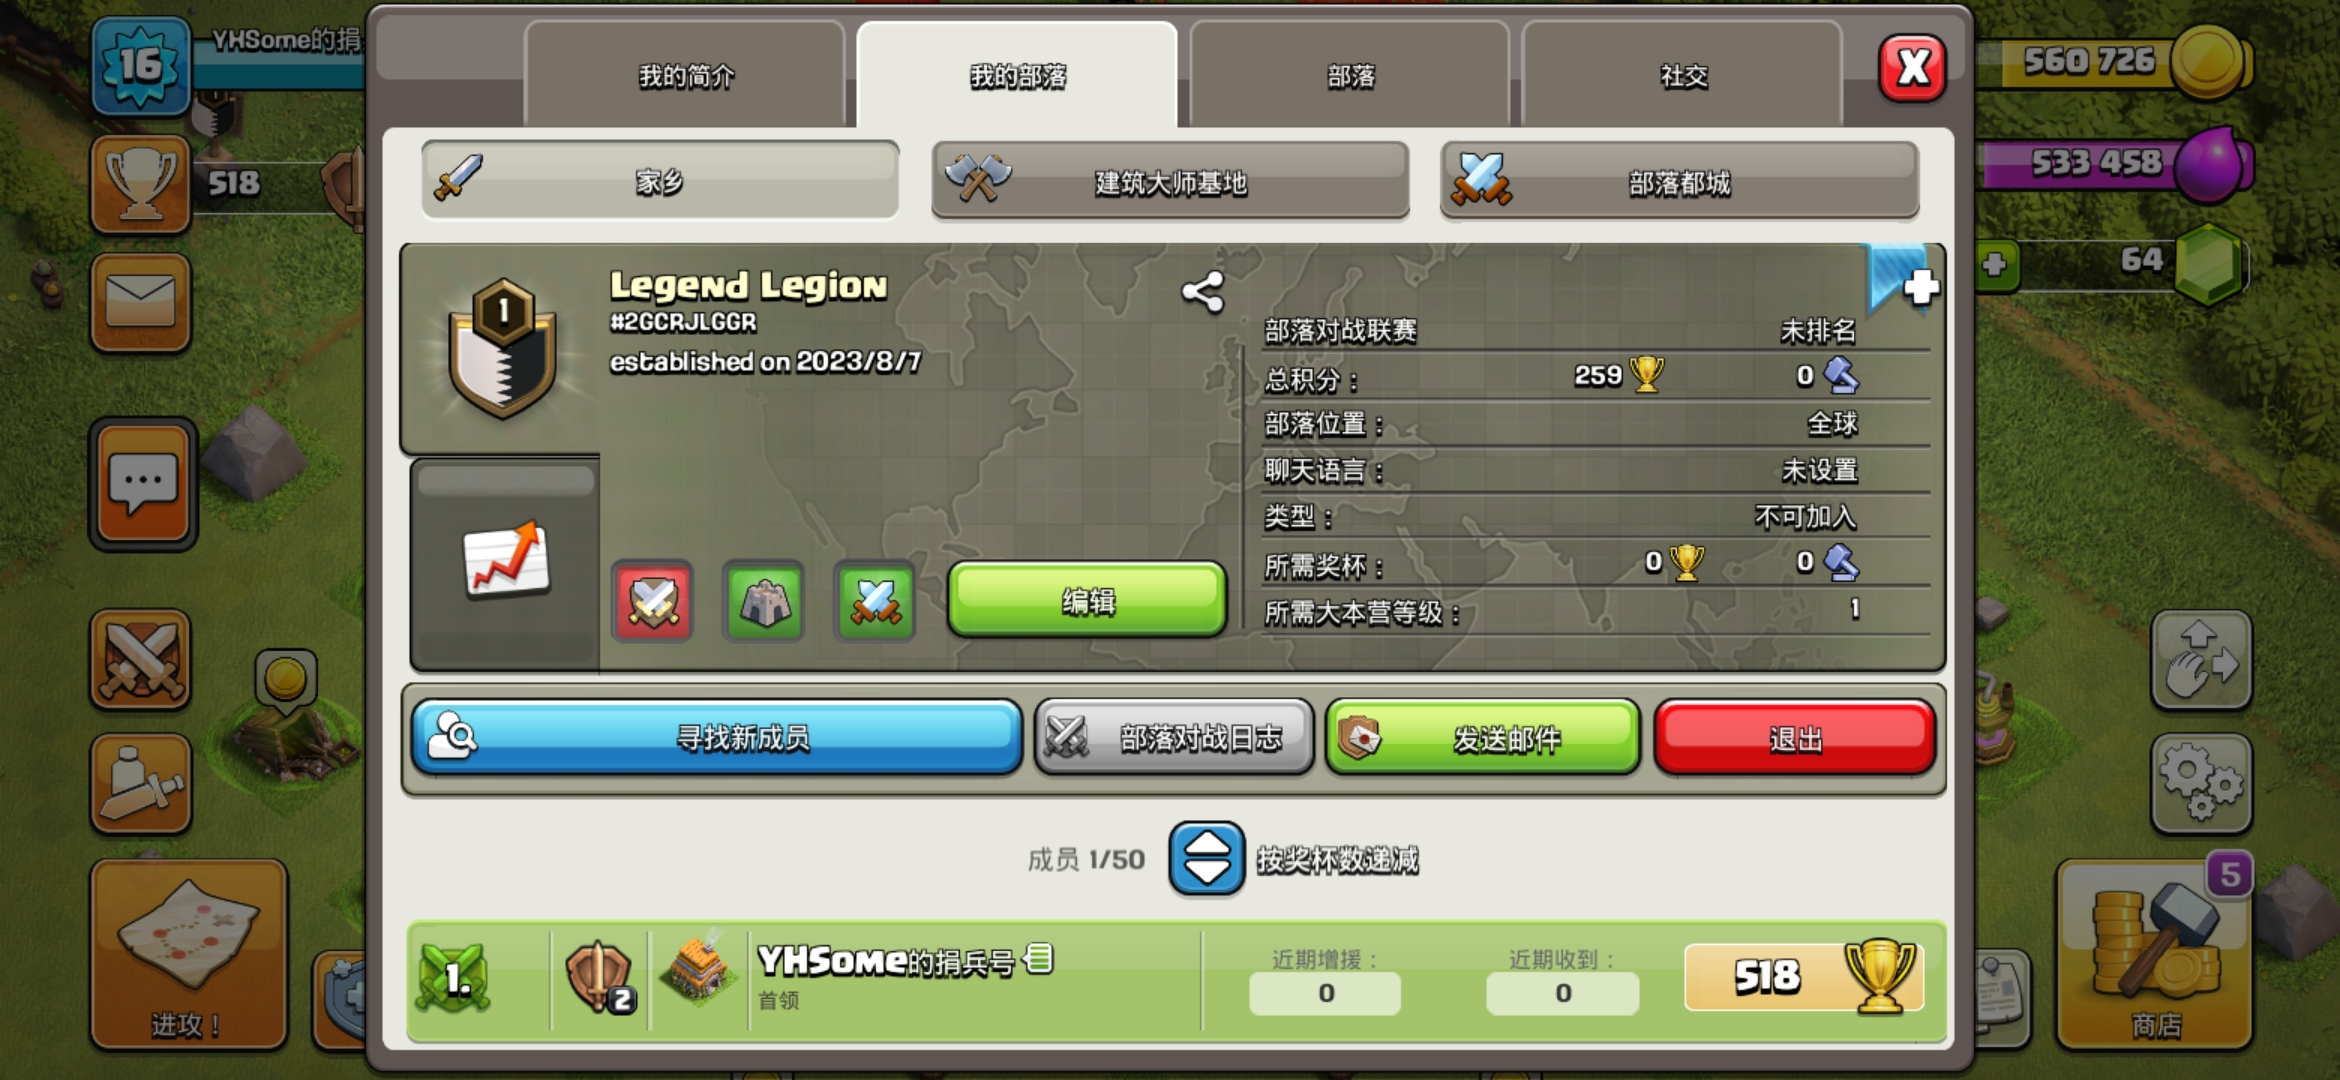 16
YHSome的捐
518
我的简介
我的部落
部落
社交
X
560 726
533 458
64
家乡
建筑大师基地
部落都城
1
Legend Legion
#2GCRJLGGR
established on 2023/8/7
编辑
部落对战联赛 未排名
总积分： 259 0
部落位置： 全球
聊天语言： 未设置
类型： 不可加入
所需奖杯： 0 0
所需大本营等级： 1
寻找新成员
部落对战日志
发送邮件
退出
成员 1/50
按奖杯数递减
1.
2
YHSome的捐兵号
首领
近期增援：
0
近期收到：
0
518
进攻！
5
商店